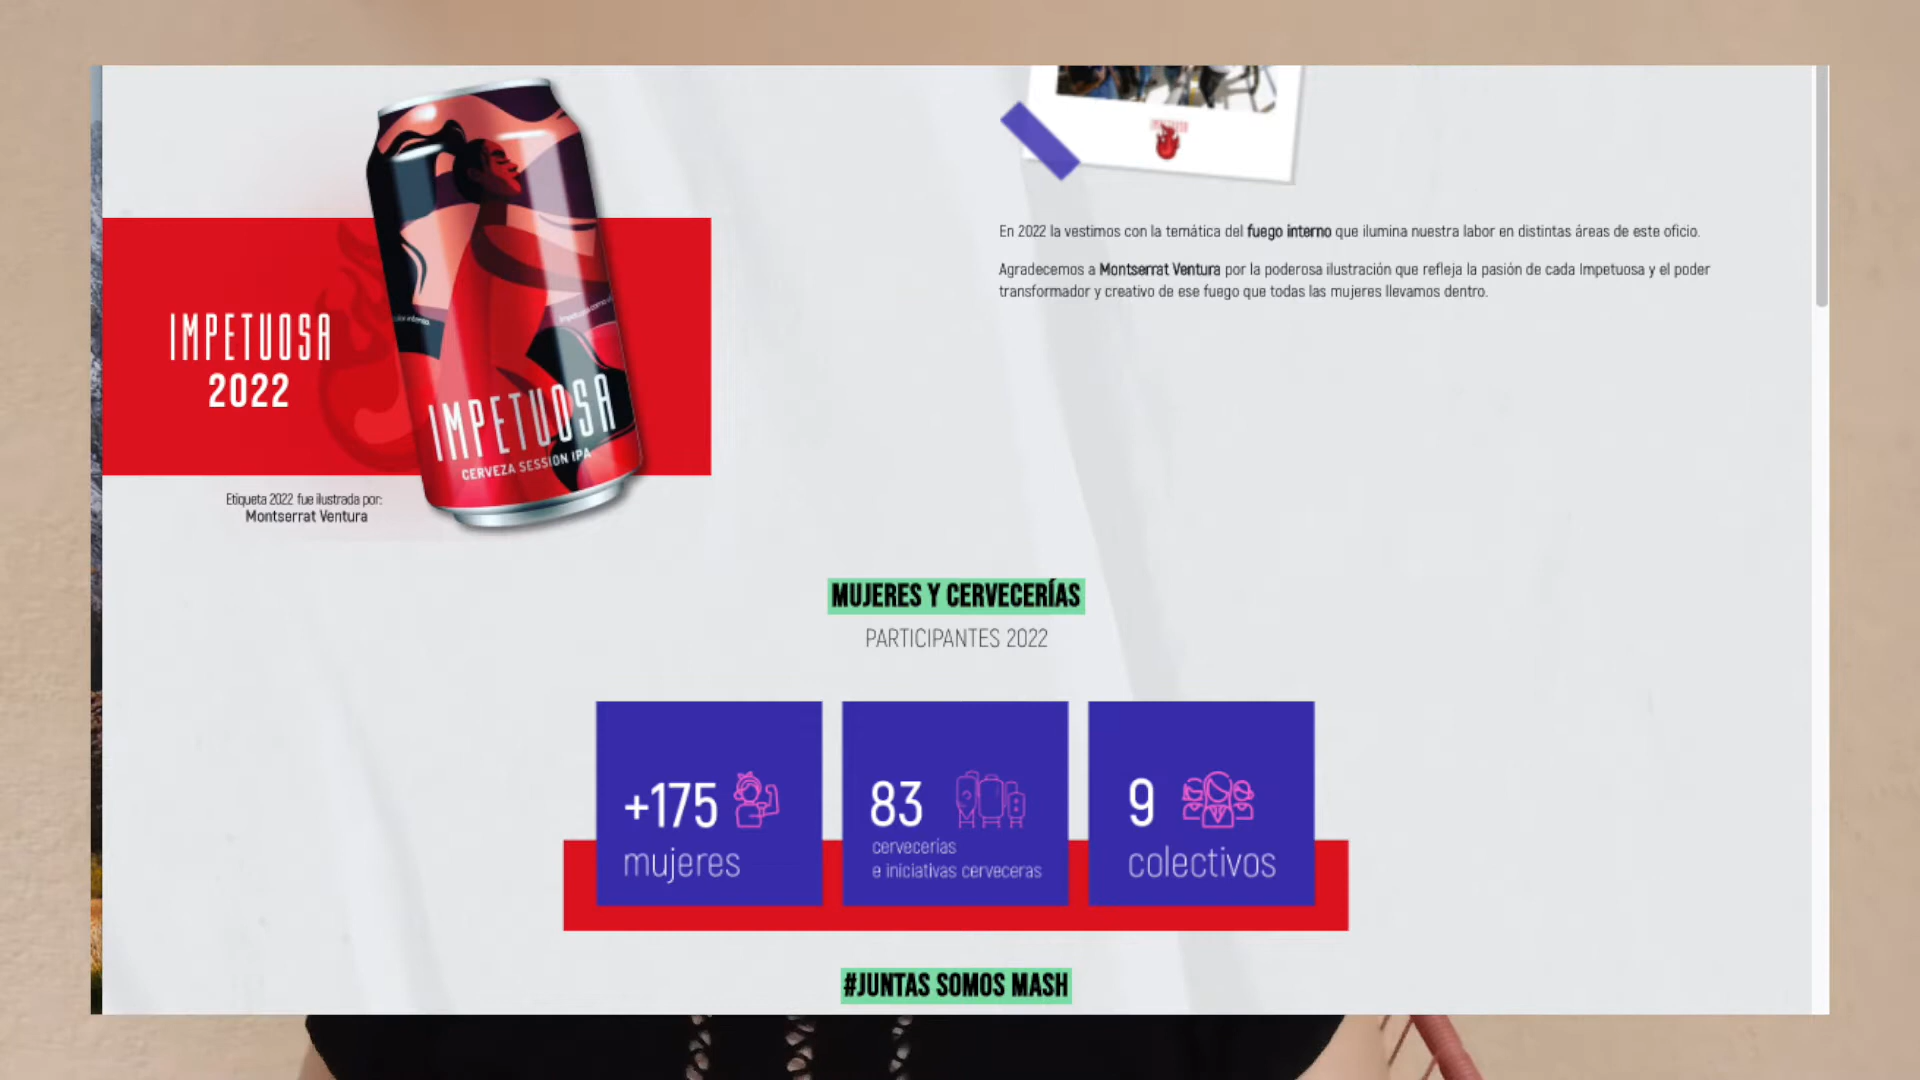 En 2022 la vestimos con la temática del fuego interno que ilumina nuestra labor en distintas áreas de este oficio.
Agradecemos a Montserrat Ventura por la poderosa ilustración que refleja la pasión de cada Impetuosa y el poder
transformador y creativo de ese fuego que todas las mujeres llevamos dentro.
IMPETUOSA
2022
IMPETUOSA
CERVEZA SESSION IPA
Etiqueta 2022 fue ilustrada por:
Montserrat Ventura
MUJERES Y CERVECERÍAS
PARTICIPANTES 2022
+175
mujeres
83
cervecerías
e iniciativas cerveceras
9
colectivos
#JUNTAS SOMOS MASH